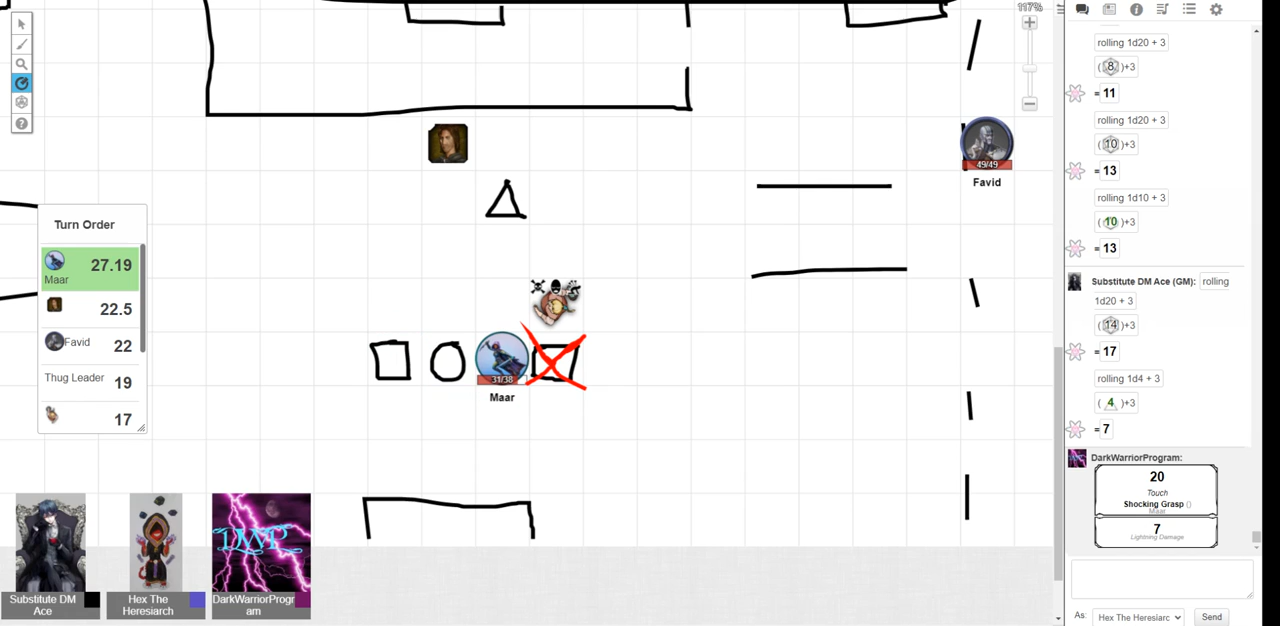 117%
49/49
Favid
Turn Order
27.19
Maar
22.5
Favid
22
Thug Leader
19
17
31/38
Maar
Substitute DM
Ace
Hex The
Heresiarch
DWP
DarkWarriorProgr
am
rolling 1d20 + 3
(8)+3
=11
rolling 1d20 + 3
(10)+3
=13
rolling 1d10 + 3
(10)+3
=13
Substitute DM Ace (GM): rolling
1d20 + 3
(14)+3
=17
rolling 1d4 + 3
(4)+3
=7
DarkWarriorProgram:
20
Touch
Shocking Grasp ()
Maar
7
Lightning Damage
As:
Hex The Heresiarc
Send